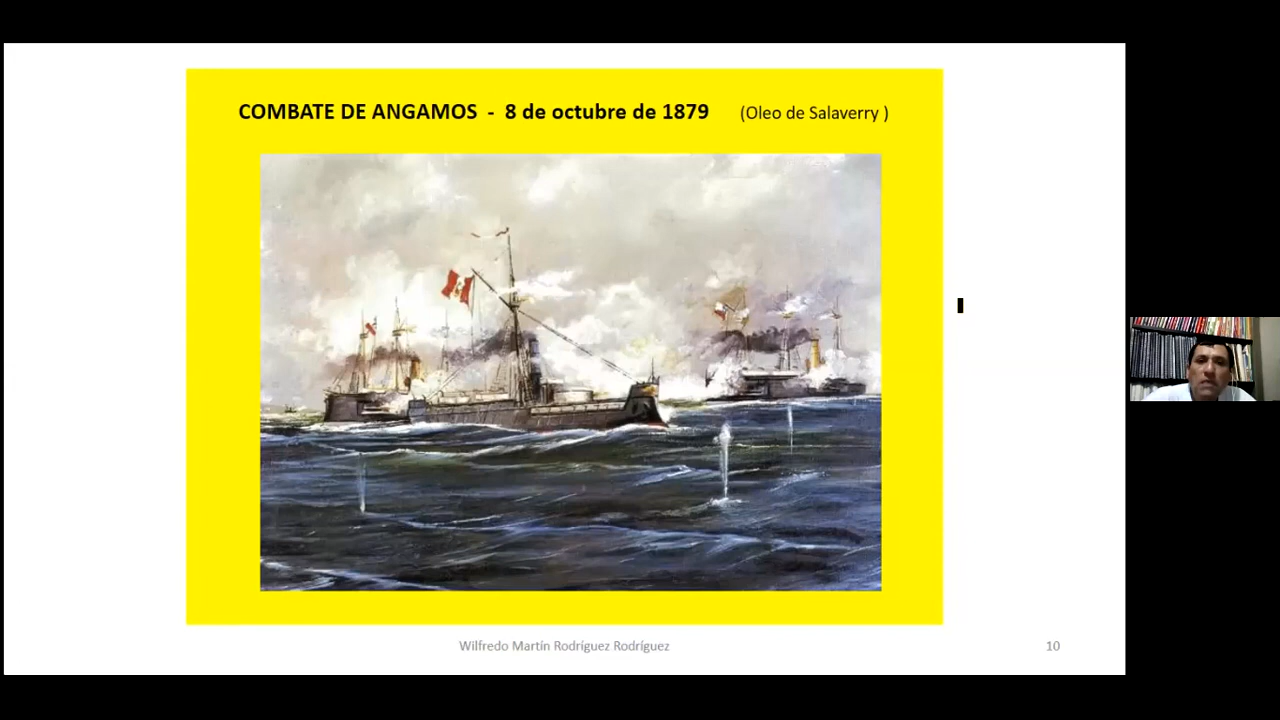 COMBATE DE ANGAMOS - 8 de octubre de 1879 (Oleo de Salaverry )
Wilfredo Martín Rodríguez Rodríguez 10